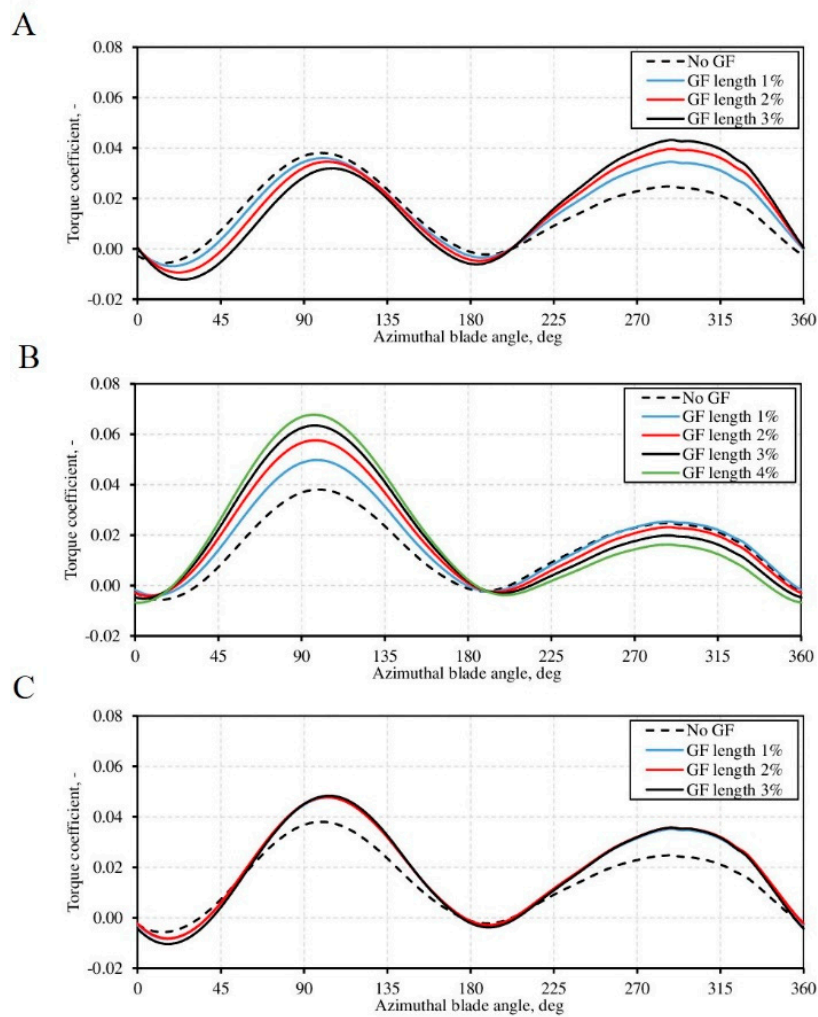 A
0.08
0.06
0.04
0.02
0.00
-0.02
Torque coefficient, -
No GF
GF length 1%
GF length 2%
GF length 3%
0 45 90 135 180 225 270 315 360
Azimuthal blade angle, deg
B
0.08
0.06
0.04
0.02
0.00
-0.02
Torque coefficient, -
No GF
GF length 1%
GF length 2%
GF length 3%
GF length 4%
0 45 90 135 180 225 270 315 360
Azimuthal blade angle, deg
C
0.08
0.06
0.04
0.02
0.00
-0.02
Torque coefficient, -
No GF
GF length 1%
GF length 2%
GF length 3%
0 45 90 135 180 225 270 315 360
Azimuthal blade angle, deg